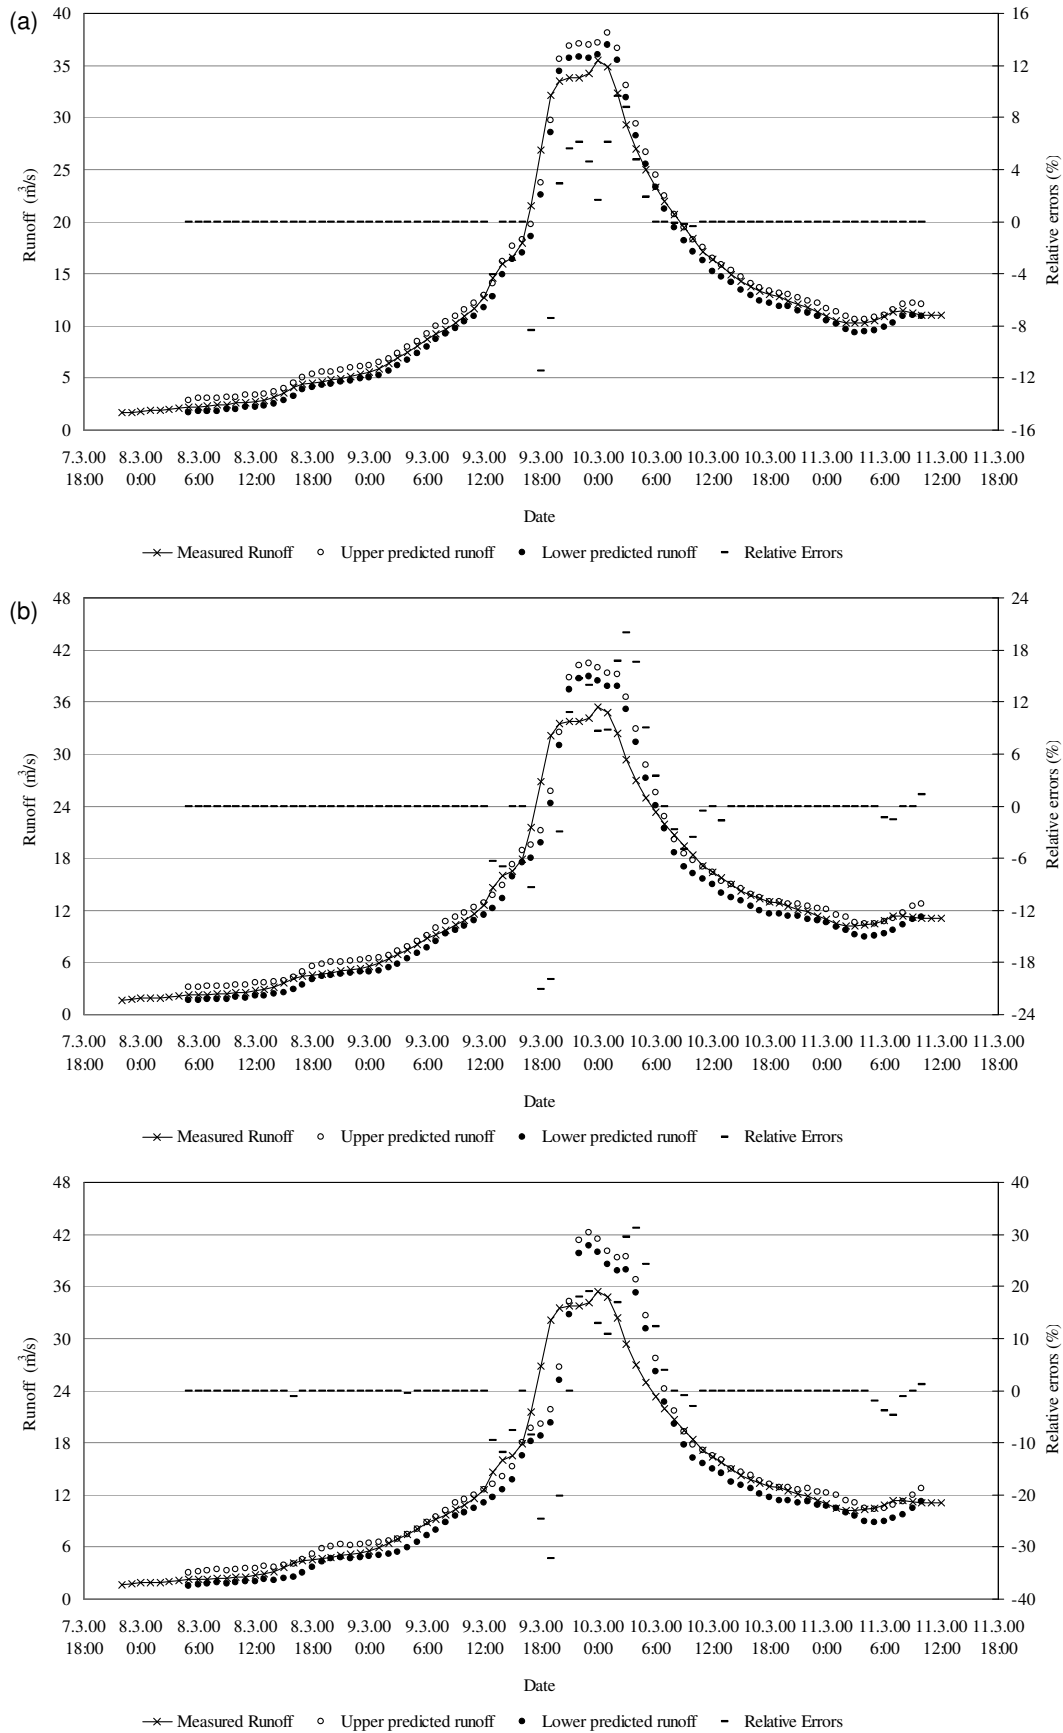 (a)
40 16
35 12
30 8
25 4
20 0
15 -4
10 -8
5 -12
0 -16
Runoff (m³/s)
Relative errors (%)
7.3.00 8.3.00 8.3.00 8.3.00 8.3.00 9.3.00 9.3.00 9.3.00 9.3.00 10.3.00 10.3.00 10.3.00 10.3.00 11.3.00 11.3.00 11.3.00 11.3.00
18:00 0:00 6:00 12:00 18:00 0:00 6:00 12:00 18:00 0:00 6:00 12:00 18:00 0:00 6:00 12:00 18:00
Date
Measured Runoff Upper predicted runoff Lower predicted runoff Relative Errors
(b)
48 24
42 18
36 12
30 6
24 0
18 -6
12 -12
6 -18
0 -24
Runoff (m³/s)
Relative errors (%)
7.3.00 8.3.00 8.3.00 8.3.00 8.3.00 9.3.00 9.3.00 9.3.00 9.3.00 10.3.00 10.3.00 10.3.00 10.3.00 11.3.00 11.3.00 11.3.00 11.3.00
18:00 0:00 6:00 12:00 18:00 0:00 6:00 12:00 18:00 0:00 6:00 12:00 18:00 0:00 6:00 12:00 18:00
Date
Measured Runoff Upper predicted runoff Lower predicted runoff Relative Errors
48 40
42 30
36 20
30 10
24 0
18 -10
12 -20
6 -30
0 -40
Runoff (m³/s)
Relative errors (%)
7.3.00 8.3.00 8.3.00 8.3.00 8.3.00 9.3.00 9.3.00 9.3.00 9.3.00 10.3.00 10.3.00 10.3.00 10.3.00 11.3.00 11.3.00 11.3.00 11.3.00
18:00 0:00 6:00 12:00 18:00 0:00 6:00 12:00 18:00 0:00 6:00 12:00 18:00 0:00 6:00 12:00 18:00
Date
Measured Runoff Upper predicted runoff Lower predicted runoff Relative Errors